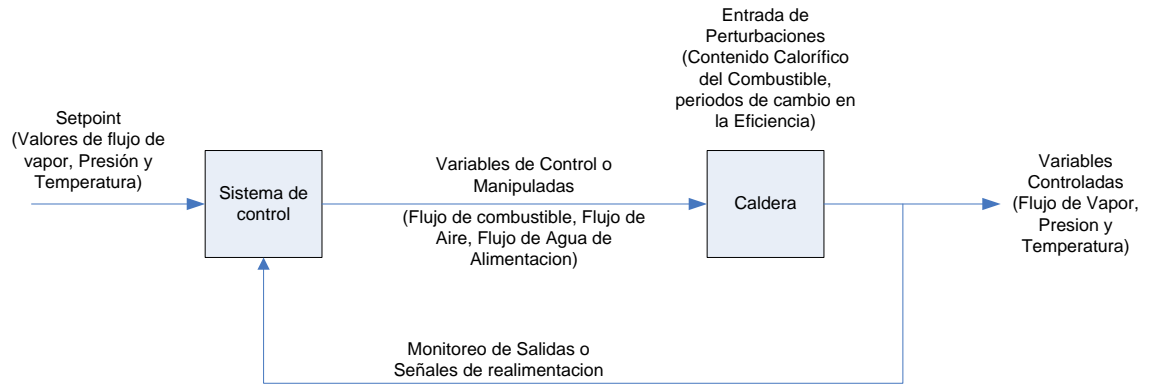 Entrada de
Perturbaciones
(Contenido Calorífico
del Combustible,
periodos de cambio en
la Eficiencia)
Setpoint
(Valores de flujo de
vapor, Presión y
Temperatura)
Sistema de
control
Variables de Control o
Manipuladas
(Flujo de combustible, Flujo de
Aire, Flujo de Agua de
Alimentacion)
Caldera
Variables
Controladas
(Flujo de Vapor,
Presion y
Temperatura)
Monitoreo de Salidas o
Señales de realimentacion